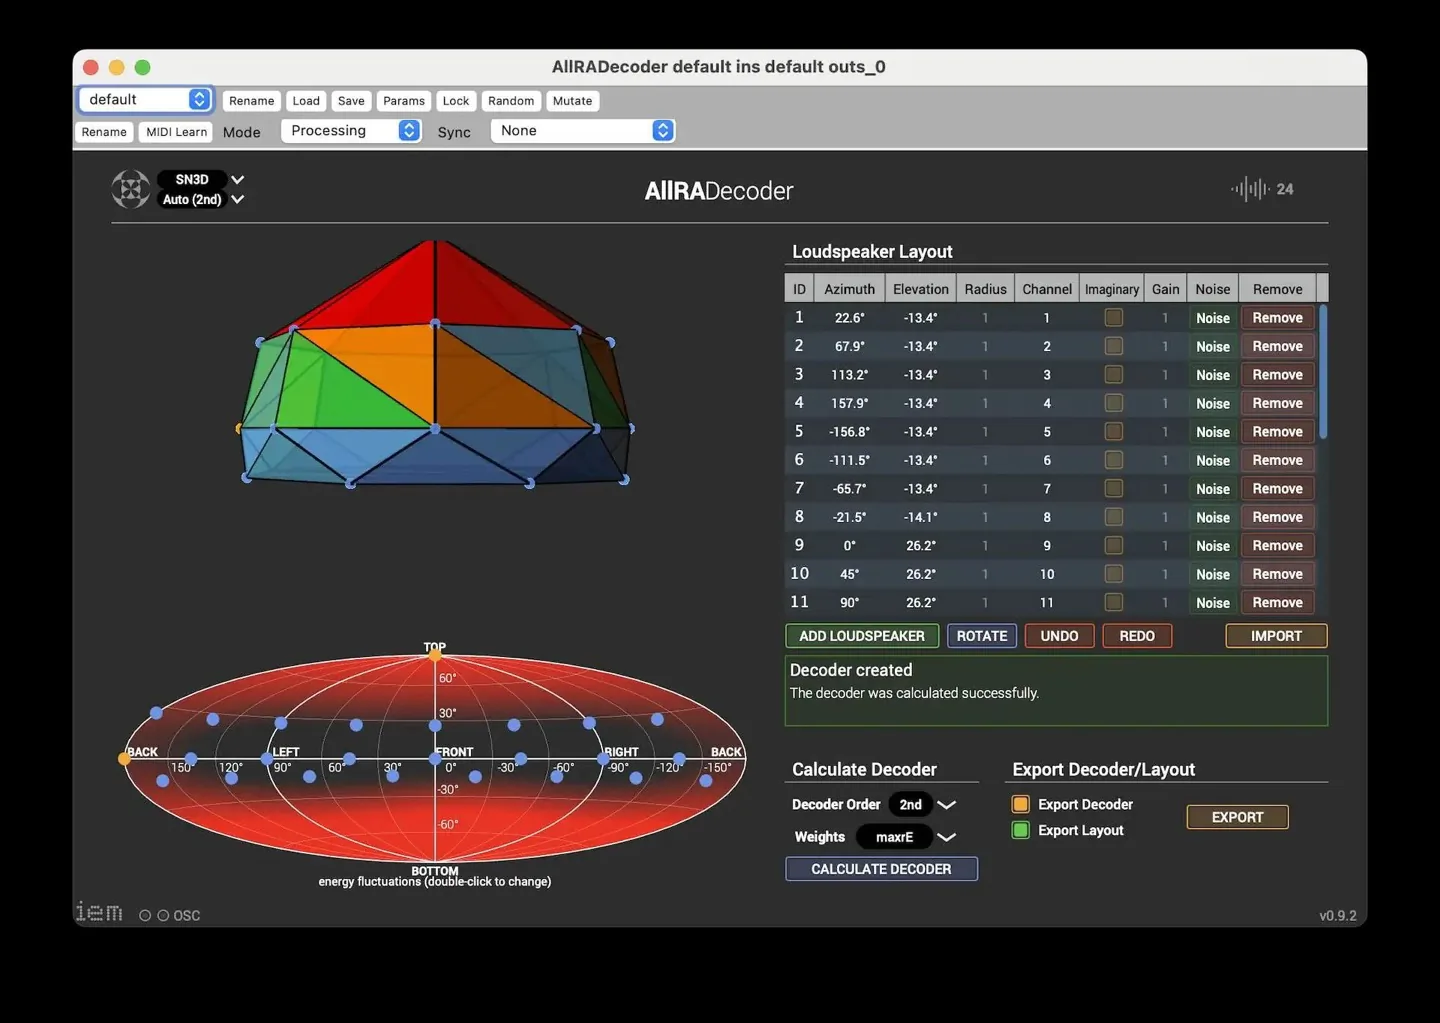 AllRADecoder default ins default outs_0
default Rename Load Save Params Lock Random Mutate
Rename MIDI Learn Mode Processing Sync None
SN3D
Auto (2nd)
AllRADecoder
24
Loudspeaker Layout
ID Azimuth Elevation Radius Channel Imaginary Gain Noise Remove
1 22.6° -13.4° 1 1 1 Noise Remove
2 67.9° -13.4° 1 2 1 Noise Remove
3 113.2° -13.4° 1 3 1 Noise Remove
4 157.9° -13.4° 1 4 1 Noise Remove
5 -156.8° -13.4° 1 5 1 Noise Remove
6 -111.5° -13.4° 1 6 1 Noise Remove
7 -65.7° -13.4° 1 7 1 Noise Remove
8 -21.5° -14.1° 1 8 1 Noise Remove
9 0° 26.2° 1 9 1 Noise Remove
10 45° 26.2° 1 10 1 Noise Remove
11 90° 26.2° 1 11 1 Noise Remove
ADD LOUDSPEAKER ROTATE UNDO REDO IMPORT
Decoder created
The decoder was calculated successfully.
TOP
60°
30°
BACK LEFT FRONT RIGHT BACK
150° 120° 90° 60° 30° 0° -30° -60° -90° -120° -150°
-30°
-60°
BOTTOM
energy fluctuations (double-click to change)
Calculate Decoder
Decoder Order 2nd
Weights maxrE
CALCULATE DECODER
Export Decoder/Layout
Export Decoder
Export Layout
EXPORT
iem OSC
v0.9.2